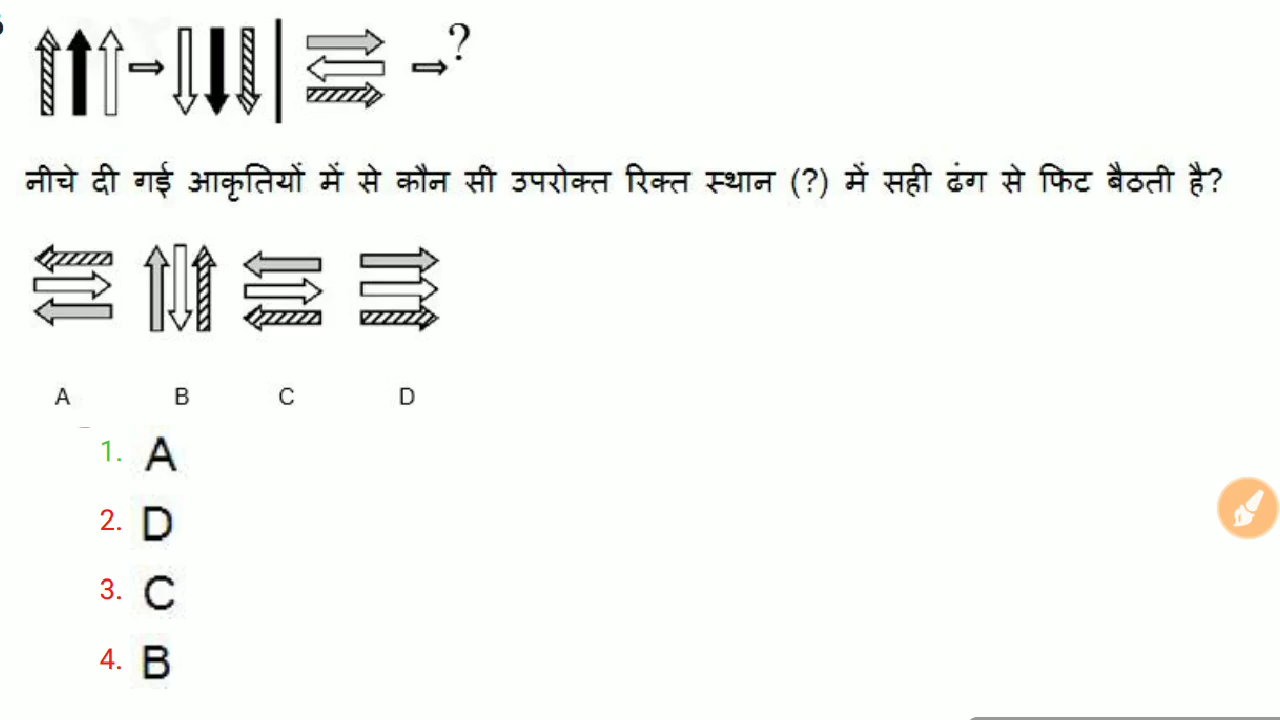 ?
नीचे दी गई आकृतियों में से कौन सी उपरोक्त रिक्त स्थान (?) में सही ढंग से फिट बैठती है?
A B C D
1. A
2. D
3. C
4. B